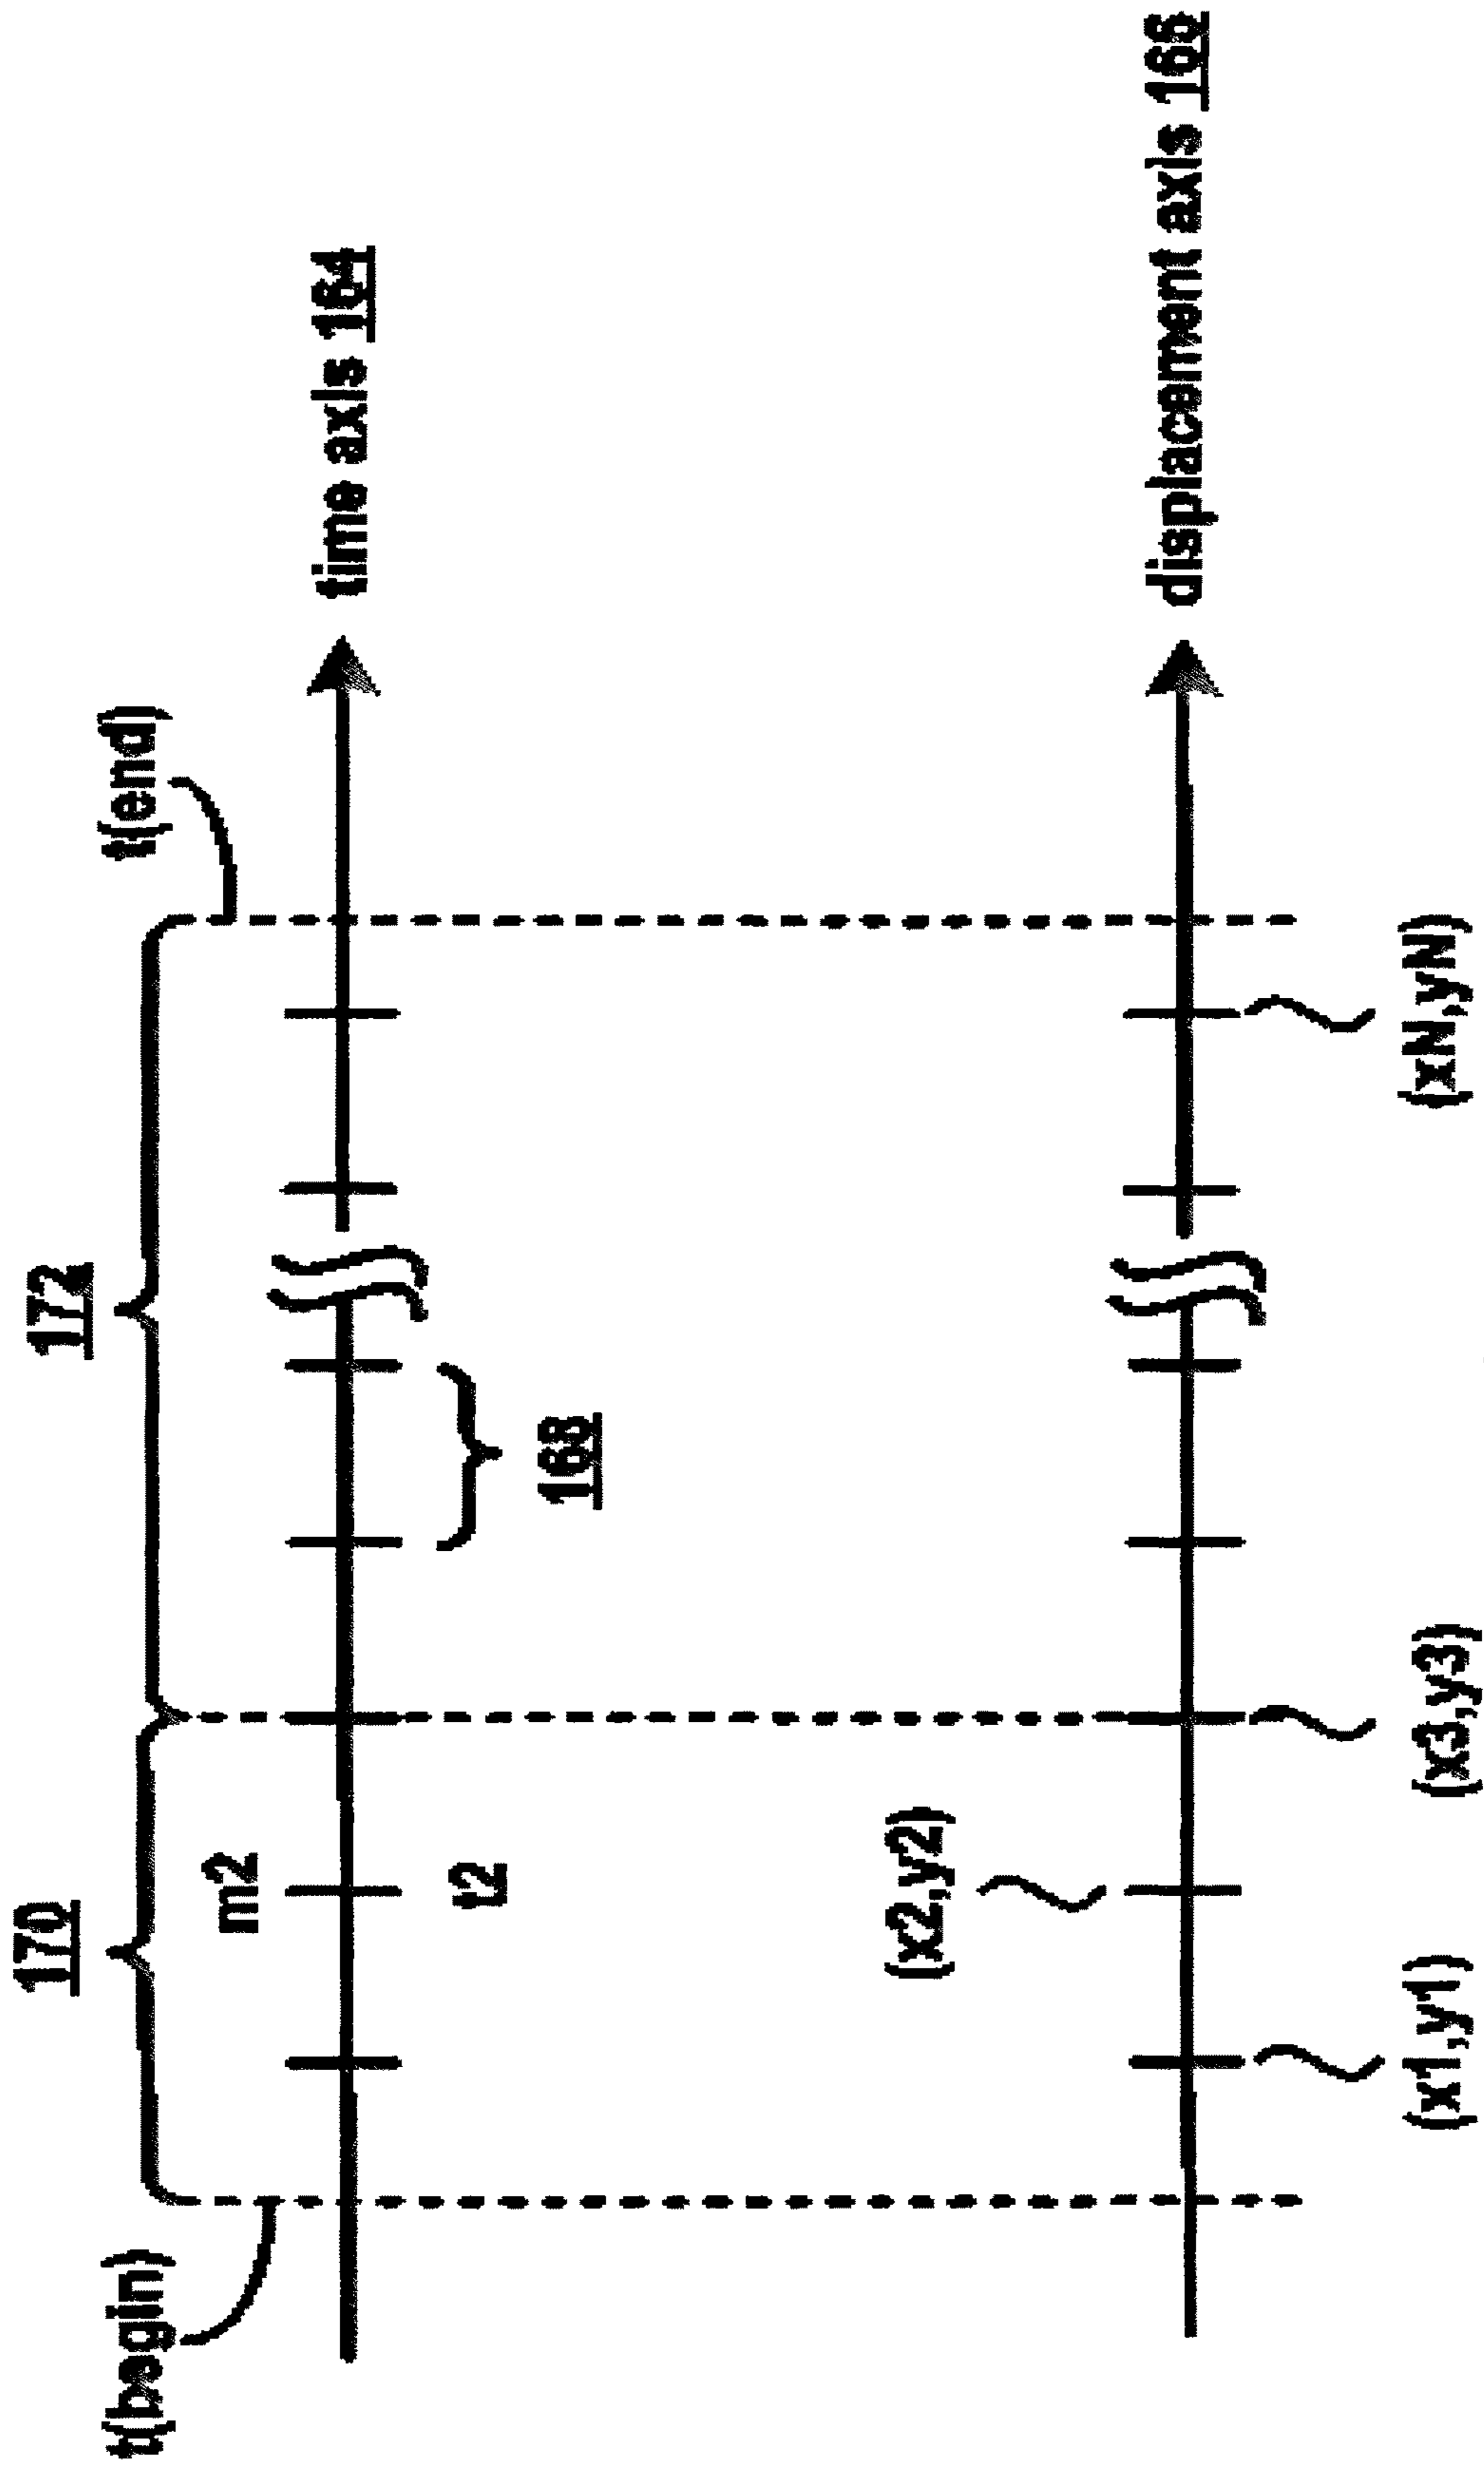 170
172
t(begin)
t(end)
m2
time axis 164
t2
168
(x2,y2)
displacement axis 166
(x1,y1)
(x3,y3)
(xN,yN)